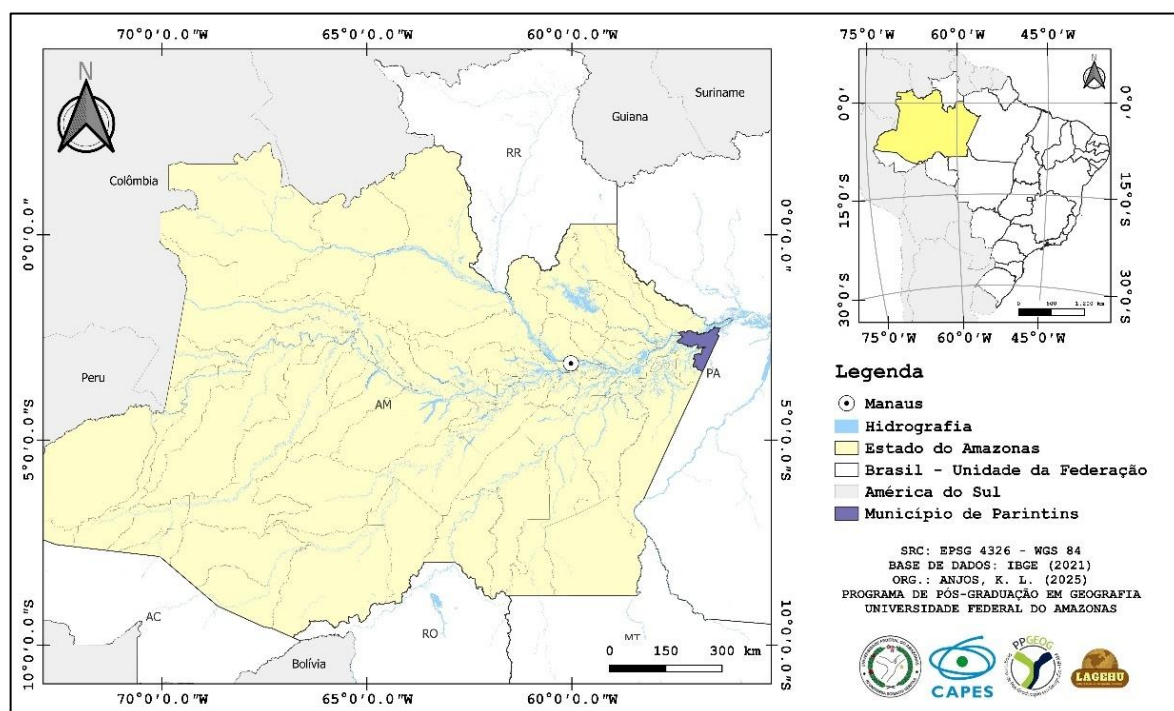 70°0'0.0"W 65°0'0.0"W 60°0'0.0"W
N
Suriname
Guiana
RR
Colômbia
0°0'0.0"
0°0'0.0"
Peru
AM
PA
5°0'0.0"S
5°0'0.0"S
AC
RO
MT
Bolívia
0 150 300
km
10°0'0.0"S
10°0'0.0"S
70°0'0.0"W 65°0'0.0"W 60°0'0.0"W
75°0'W 60°0'W 45°0'W
0°0'
0°0'
15°0'S
15°0'S
30°0'S
30°0'S
75°0'W 60°0'W 45°0'W
Legenda
Manaus
Hidrografia
Estado do Amazonas
Brasil - Unidade da Federação
América do Sul
Município de Parintins
SRC: EPSG 4326 - WGS 84
BASE DE DADOS: IBGE (2021)
ORG.: ANJOS, K. L. (2025)
PROGRAMA DE PÓS-GRADUAÇÃO EM GEOGRAFIA
UNIVERSIDADE FEDERAL DO AMAZONAS
CAPES
PPGEOG
LAGEHU